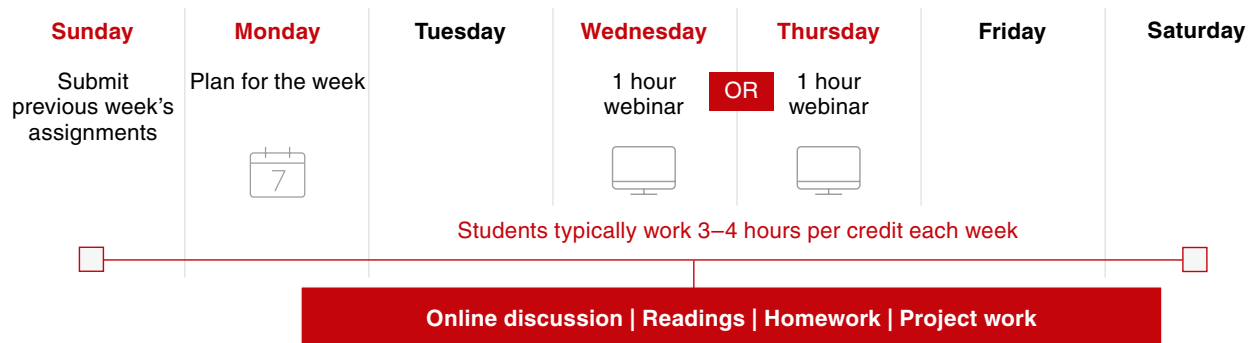 Sunday
Monday
Tuesday
Wednesday
Thursday
Friday
Saturday
Submit
previous week’s
assignments
Plan for the week
7
1 hour
webinar
OR
1 hour
webinar
Students typically work 3–4 hours per credit each week
Online discussion | Readings | Homework | Project work